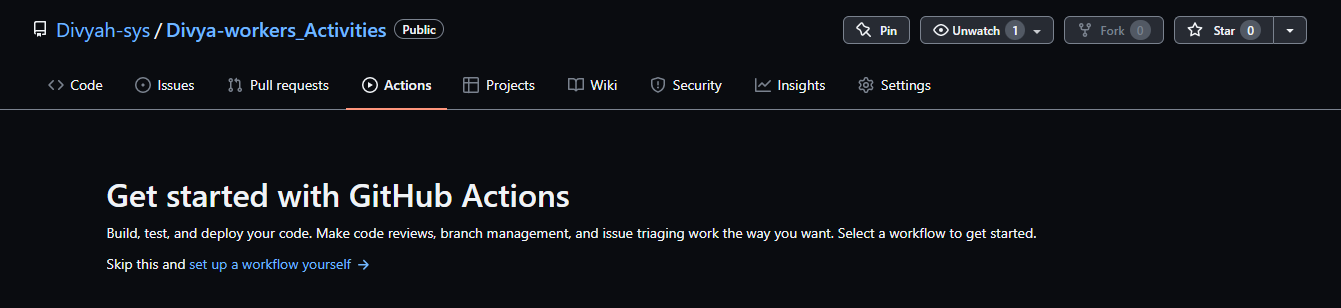 Divyah-sys / Divya-workers_Activities Public Pin Unwatch 1 Fork 0 Star 0
Code Issues Pull requests Actions Projects Wiki Security Insights Settings
Get started with GitHub Actions
Build, test, and deploy your code. Make code reviews, branch management, and issue triaging work the way you want. Select a workflow to get started.
Skip this and set up a workflow yourself →